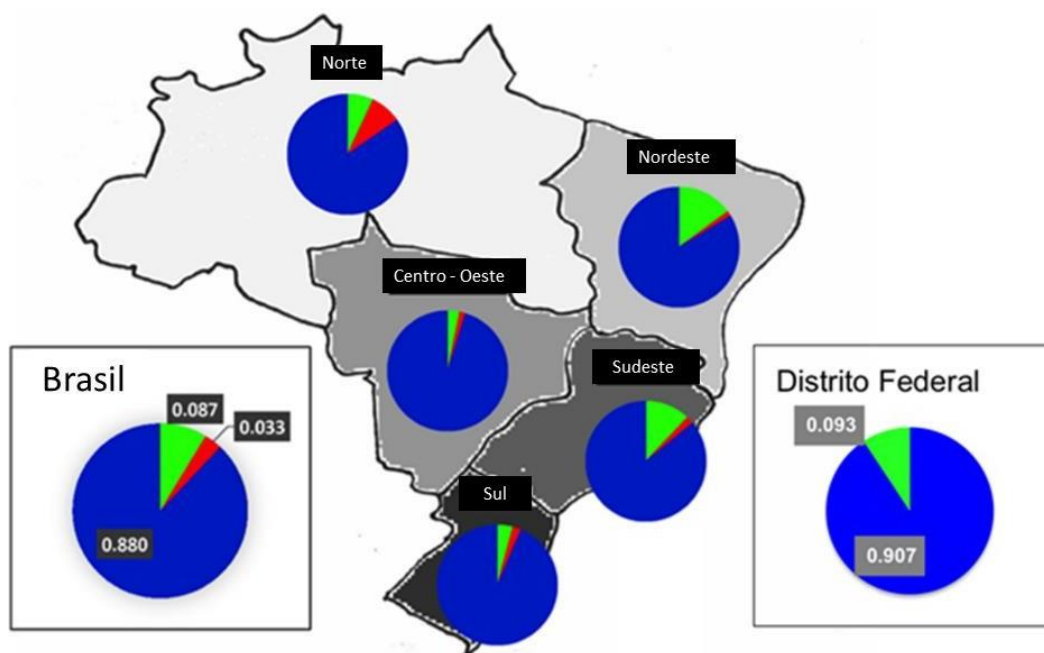 Norte
Nordeste
Centro - Oeste
Sudeste
Sul
Brasil
0.087
0.033
0.880
Distrito Federal
0.093
0.907